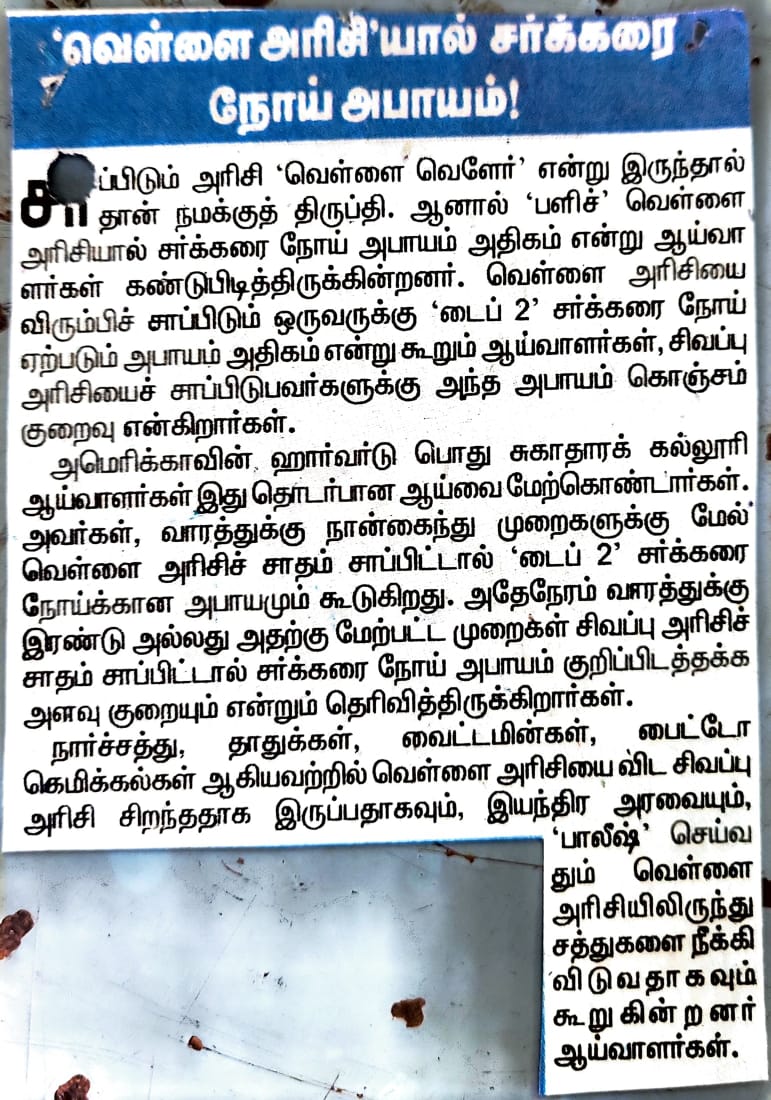 'வெள்ளை அரிசி'யால் சர்க்கரை
நோய் அபாயம்!
சாப்பிடும் அரிசி 'வெள்ளை வெளேர்' என்று இருந்தால்
தான் நமக்குத் திருப்தி. ஆனால் 'பளிச்' வெள்ளை
அரிசியால் சர்க்கரை நோய் அபாயம் அதிகம் என்று ஆய்வா
ளர்கள் கண்டுபிடித்திருக்கின்றனர். வெள்ளை அரிசியை
விரும்பிச் சாப்பிடும் ஒருவருக்கு 'டைப் 2' சர்க்கரை நோய்
ஏற்படும் அபாயம் அதிகம் என்று கூறும் ஆய்வாளர்கள், சிவப்பு
அரிசியைச் சாப்பிடுபவர்களுக்கு அந்த அபாயம் கொஞ்சம்
குறைவு என்கிறார்கள்.
அமெரிக்காவின் ஹார்வர்டு பொது சுகாதாரக் கல்லூரி
ஆய்வாளர்கள் இது தொடர்பான ஆய்வை மேற்கொண்டார்கள்.
அவர்கள், வாரத்துக்கு நான்கைந்து முறைகளுக்கு மேல்
வெள்ளை அரிசிச் சாதம் சாப்பிட்டால் 'டைப் 2' சர்க்கரை
நோய்க்கான அபாயமும் கூடுகிறது. அதேநேரம் வாரத்துக்கு
இரண்டு அல்லது அதற்கு மேற்பட்ட முறைகள் சிவப்பு அரிசிச்
சாதம் சாப்பிட்டால் சர்க்கரை நோய் அபாயம் குறிப்பிடத்தக்க
அளவு குறையும் என்றும் தெரிவித்திருக்கிறார்கள்.
நார்ச்சத்து, தாதுக்கள், வைட்டமின்கள், பைட்டோ
கெமிக்கல்கள் ஆகியவற்றில் வெள்ளை அரிசியை விட சிவப்பு
அரிசி சிறந்ததாக இருப்பதாகவும், இயந்திர அரவையும்,
'பாலீஷ்' செய்வ
தும் வெள்ளை
அரிசியிலிருந்து
சத்துகளை நீக்கி
விடுவதாகவும்
கூறுகின்றனர்
ஆய்வாளர்கள்.